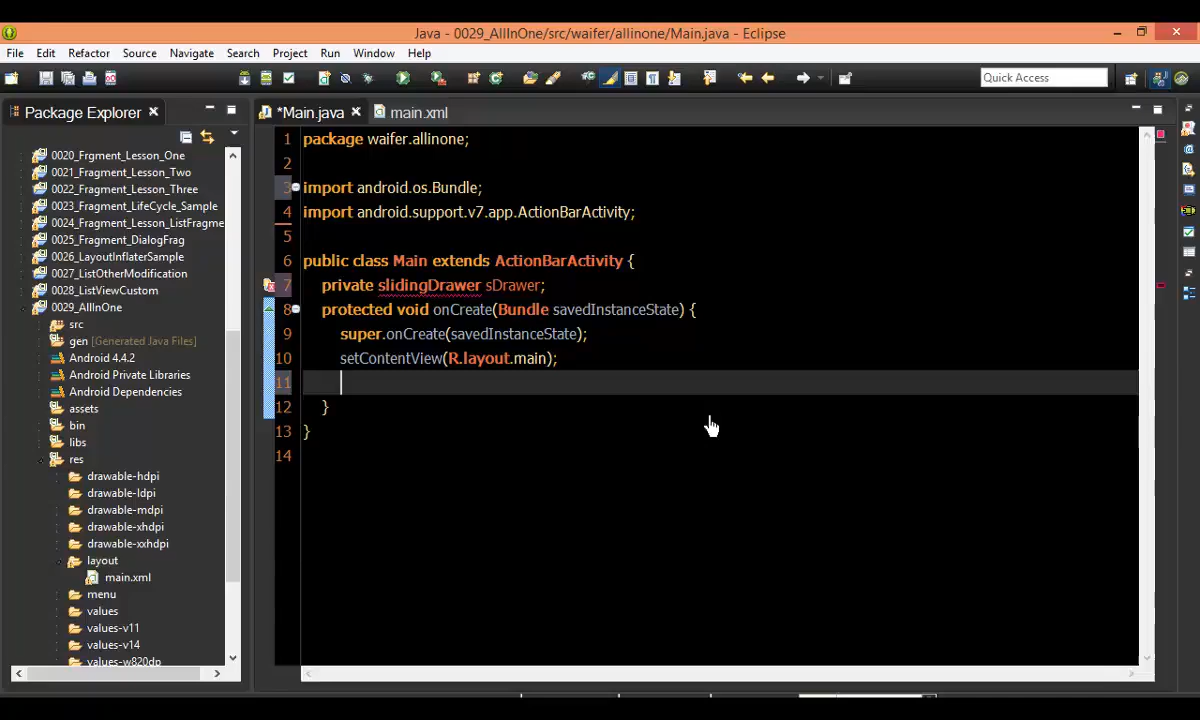 Java - 0029_AllInOne/src/waifer/allinone/Main.java - Eclipse
File Edit Refactor Source Navigate Search Project Run Window Help
Quick Access
Package Explorer
*Main.java main.xml
0020_Frgment_Lesson_One
0021_Fragment_Lesson_Two
0022_Fragment_Lesson_Three
0023_Fragment_LifeCycle_Sample
0024_Fragment_Lesson_ListFragme
0025_Fragment_DialogFrag
0026_LayoutInflaterSample
0027_ListOtherModification
0028_ListViewCustom
0029_AllInOne
src
gen [Generated Java Files]
Android 4.4.2
Android Private Libraries
Android Dependencies
assets
bin
libs
res
drawable-hdpi
drawable-ldpi
drawable-mdpi
drawable-xhdpi
drawable-xxhdpi
layout
main.xml
menu
values
values-v11
values-v14
values-w820dp
1 package waifer.allinone;
2
3 import android.os.Bundle;
4 import android.support.v7.app.ActionBarActivity;
5
6 public class Main extends ActionBarActivity {
7 private slidingDrawer sDrawer;
8 protected void onCreate(Bundle savedInstanceState) {
9 super.onCreate(savedInstanceState);
10 setContentView(R.layout.main);
11
12 }
13 }
14